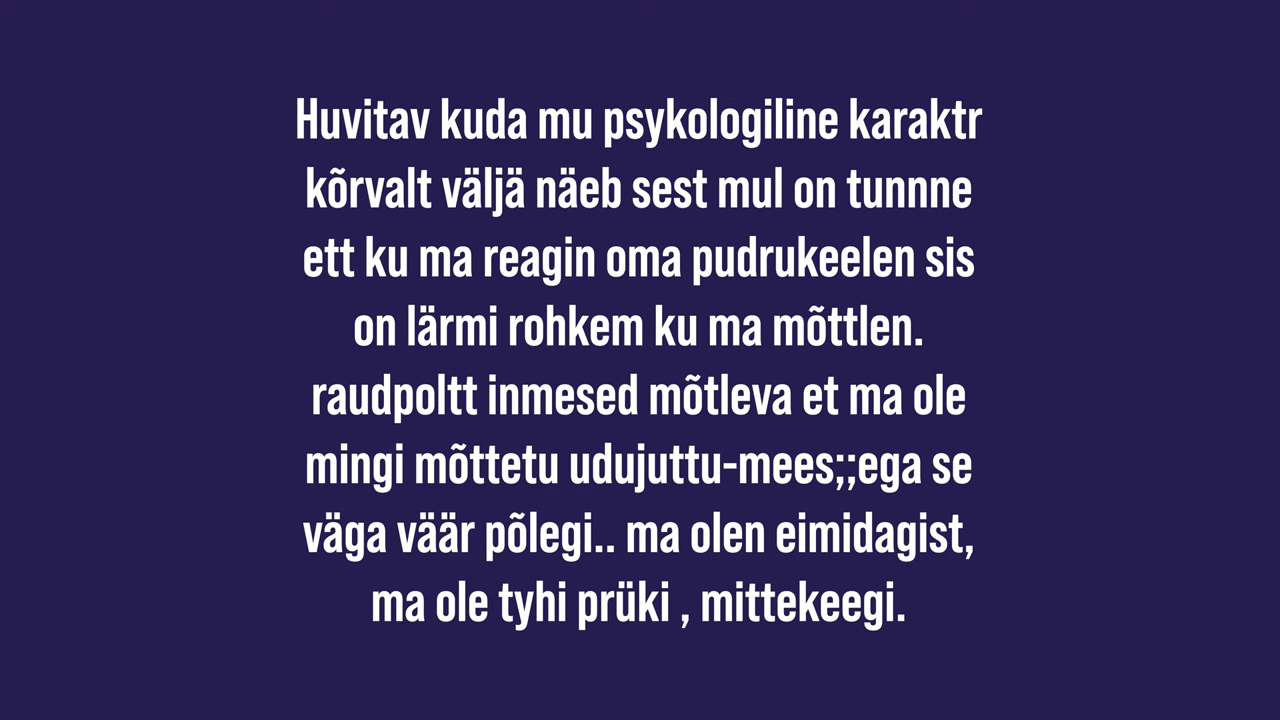 Huvitav kuda mu psykologiline karaktr
kõrvalt väljä näeb sest mul on tunnne
ett ku ma reagin oma pudrukeelen sis
on lärmi rohkem ku ma mõttlen.
raudpoltt inmesed mõtleva et ma ole
mingi mõttetu udujuttu-mees;;ega se
väga väär põlegi.. ma olen eimidagist,
ma ole tyhi prüki , mittekeegi.